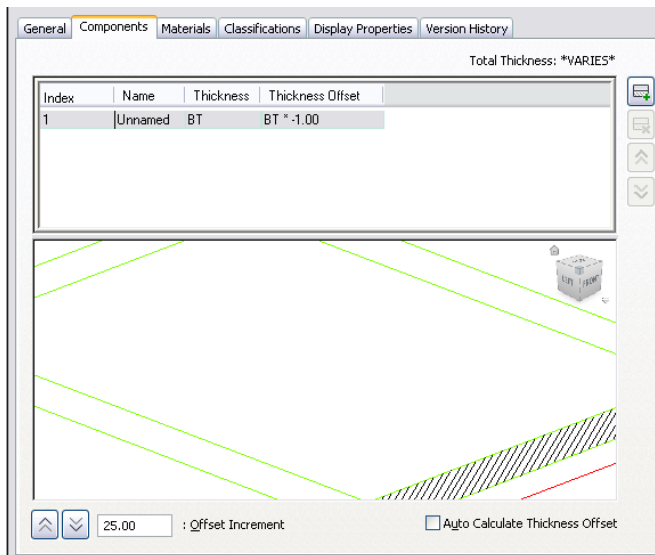 General Components Materials Classifications Display Properties Version History
Total Thickness: *VARIES*
Index Name Thickness Thickness Offset
1 Unnamed BT BT * -1.00
FRONT
25.00 : Offset Increment Auto Calculate Thickness Offset